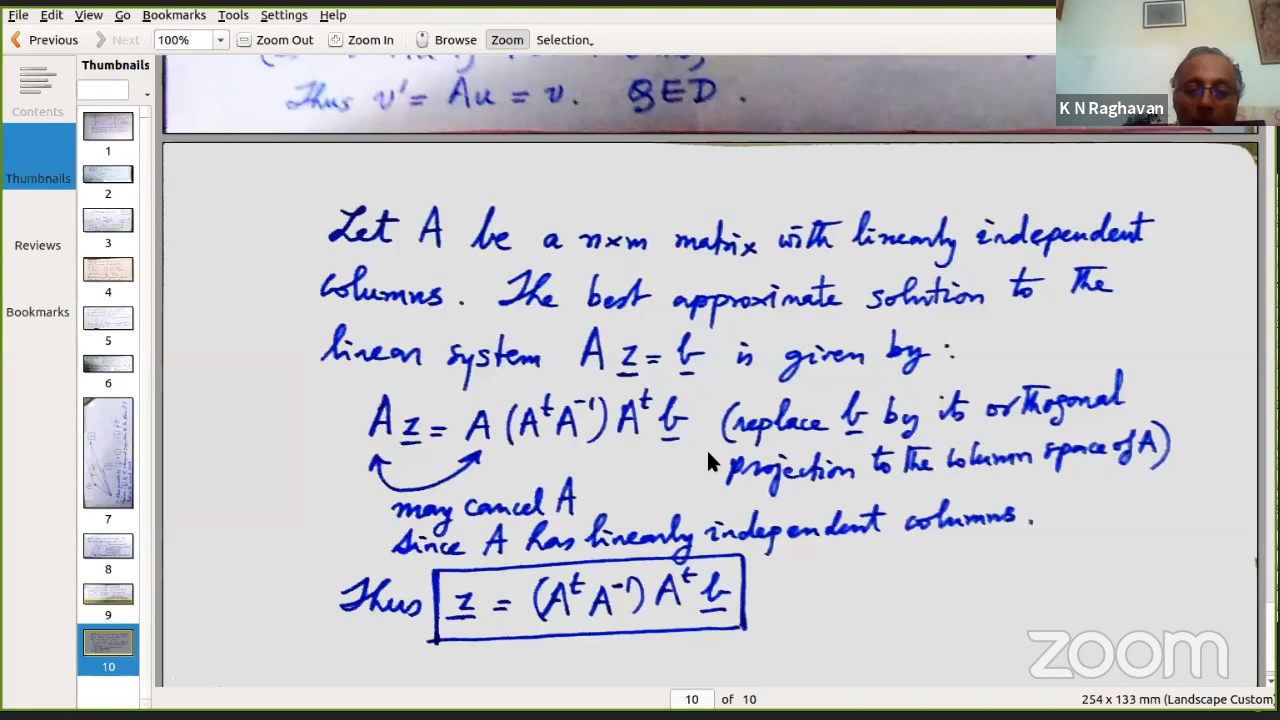 File Edit View Go Bookmarks Tools Settings Help
Previous Next 100% Zoom Out Zoom In Browse Zoom Selection
Thumbnails
Contents
Thumbnails
Reviews
Bookmarks
1
2
3
4
5
6
7
8
9
10
Thus v' = Au = v. QED.
K N Raghavan
Let A be a n×m matrix with linearly independent
columns. The best approximate solution to the
linear system A z = b is given by:
A z = A (AᵗA⁻¹) Aᵗ b (replace b by its orthogonal
projection to the column space of A)
may cancel A
since A has linearly independent columns.
Thus z = (AᵗA⁻¹) Aᵗ b
zoom
10 of 10
254 x 133 mm (Landscape Custom)